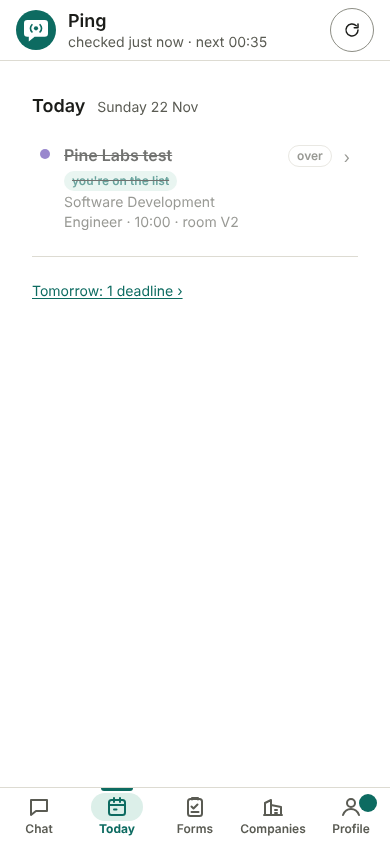 Ping
checked just now · next 00:35
Today Sunday 22 Nov
Pine Labs test
over ›
you're on the list
Software Development
Engineer · 10:00 · room V2
Tomorrow: 1 deadline ›
Chat
Today
Forms
Companies
Profile